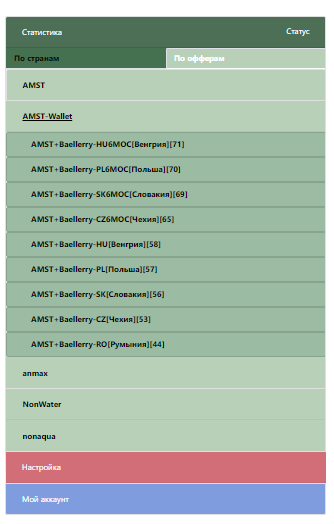 Статистика
Статус
По странам
По офферам
AMST
AMST-Wallet
AMST+Baellerry-HU6MOC[Венгрия][71]
AMST+Baellerry-PL6MOC[Польша][70]
AMST+Baellerry-SK6MOC[Словакия][69]
AMST+Baellerry-CZ6MOC[Чехия][65]
AMST+Baellerry-HU[Венгрия][58]
AMST+Baellerry-PL[Польша][57]
AMST+Baellerry-SK[Словакия][56]
AMST+Baellerry-CZ[Чехия][53]
AMST+Baellerry-RO[Румыния][44]
anmax
NonWater
nonaqua
Настройка
Мой аккаунт